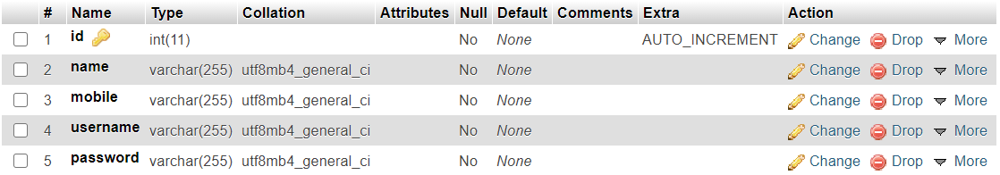 # Name Type Collation Attributes Null Default Comments Extra Action
1 id int(11) No None AUTO_INCREMENT Change Drop More
2 name varchar(255) utf8mb4_general_ci No None Change Drop More
3 mobile varchar(255) utf8mb4_general_ci No None Change Drop More
4 username varchar(255) utf8mb4_general_ci No None Change Drop More
5 password varchar(255) utf8mb4_general_ci No None Change Drop More